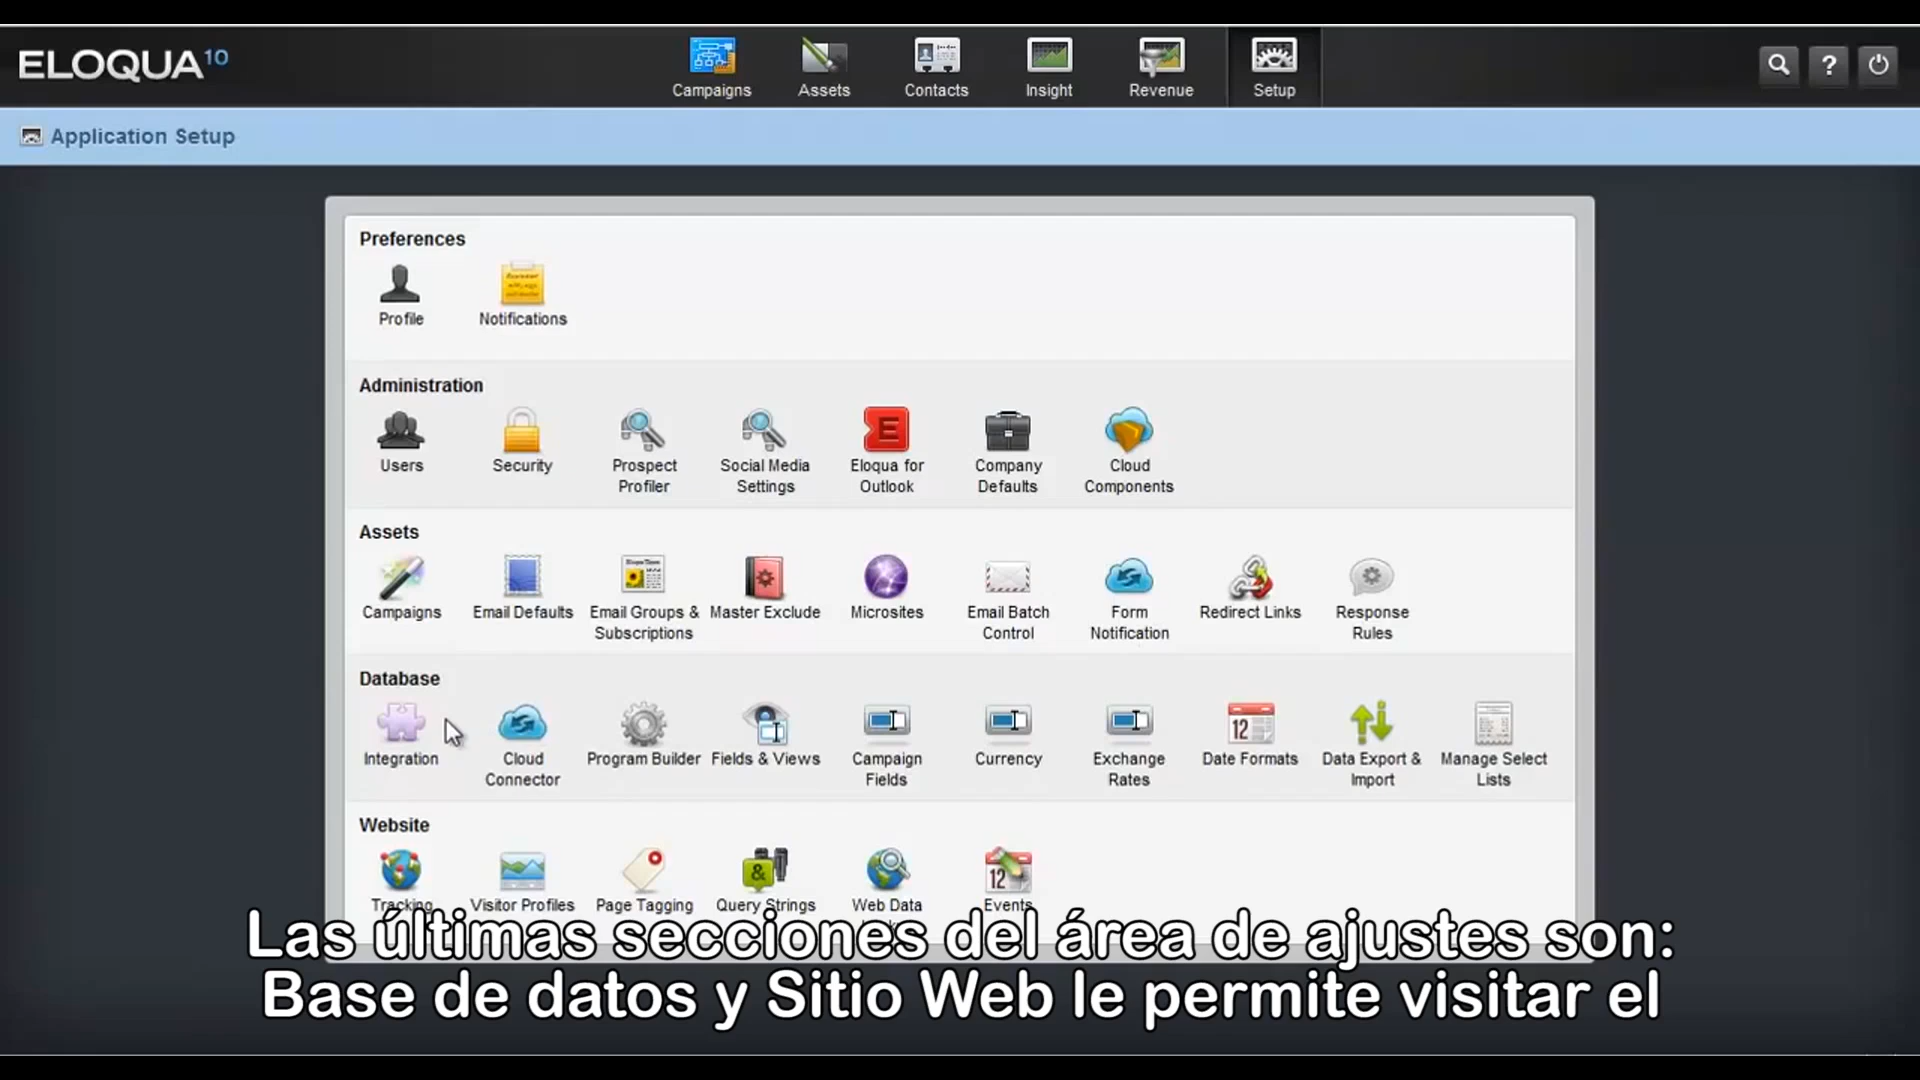 ELOQUA10
Campaigns
Assets
Contacts
Insight
Revenue
Setup
?
Application Setup
Preferences
Profile
Notifications
Administration
Users
Security
Prospect
Profiler
Social Media
Settings
Eloqua for
Outlook
Company
Defaults
Cloud
Components
Assets
Campaigns
Email Defaults
Email Groups &
Subscriptions
Master Exclude
Microsites
Email Batch
Control
Form
Notification
Redirect Links
Response
Rules
Database
Integration
Cloud
Connector
Program Builder
Fields & Views
Campaign
Fields
Currency
Exchange
Rates
Date Formats
Data Export &
Import
Manage Select
Lists
Website
Tracking
Visitor Profiles
Page Tagging
Query Strings
Web Data
Events
Las últimas secciones del área de ajustes son:
Base de datos y Sitio Web le permite visitar el